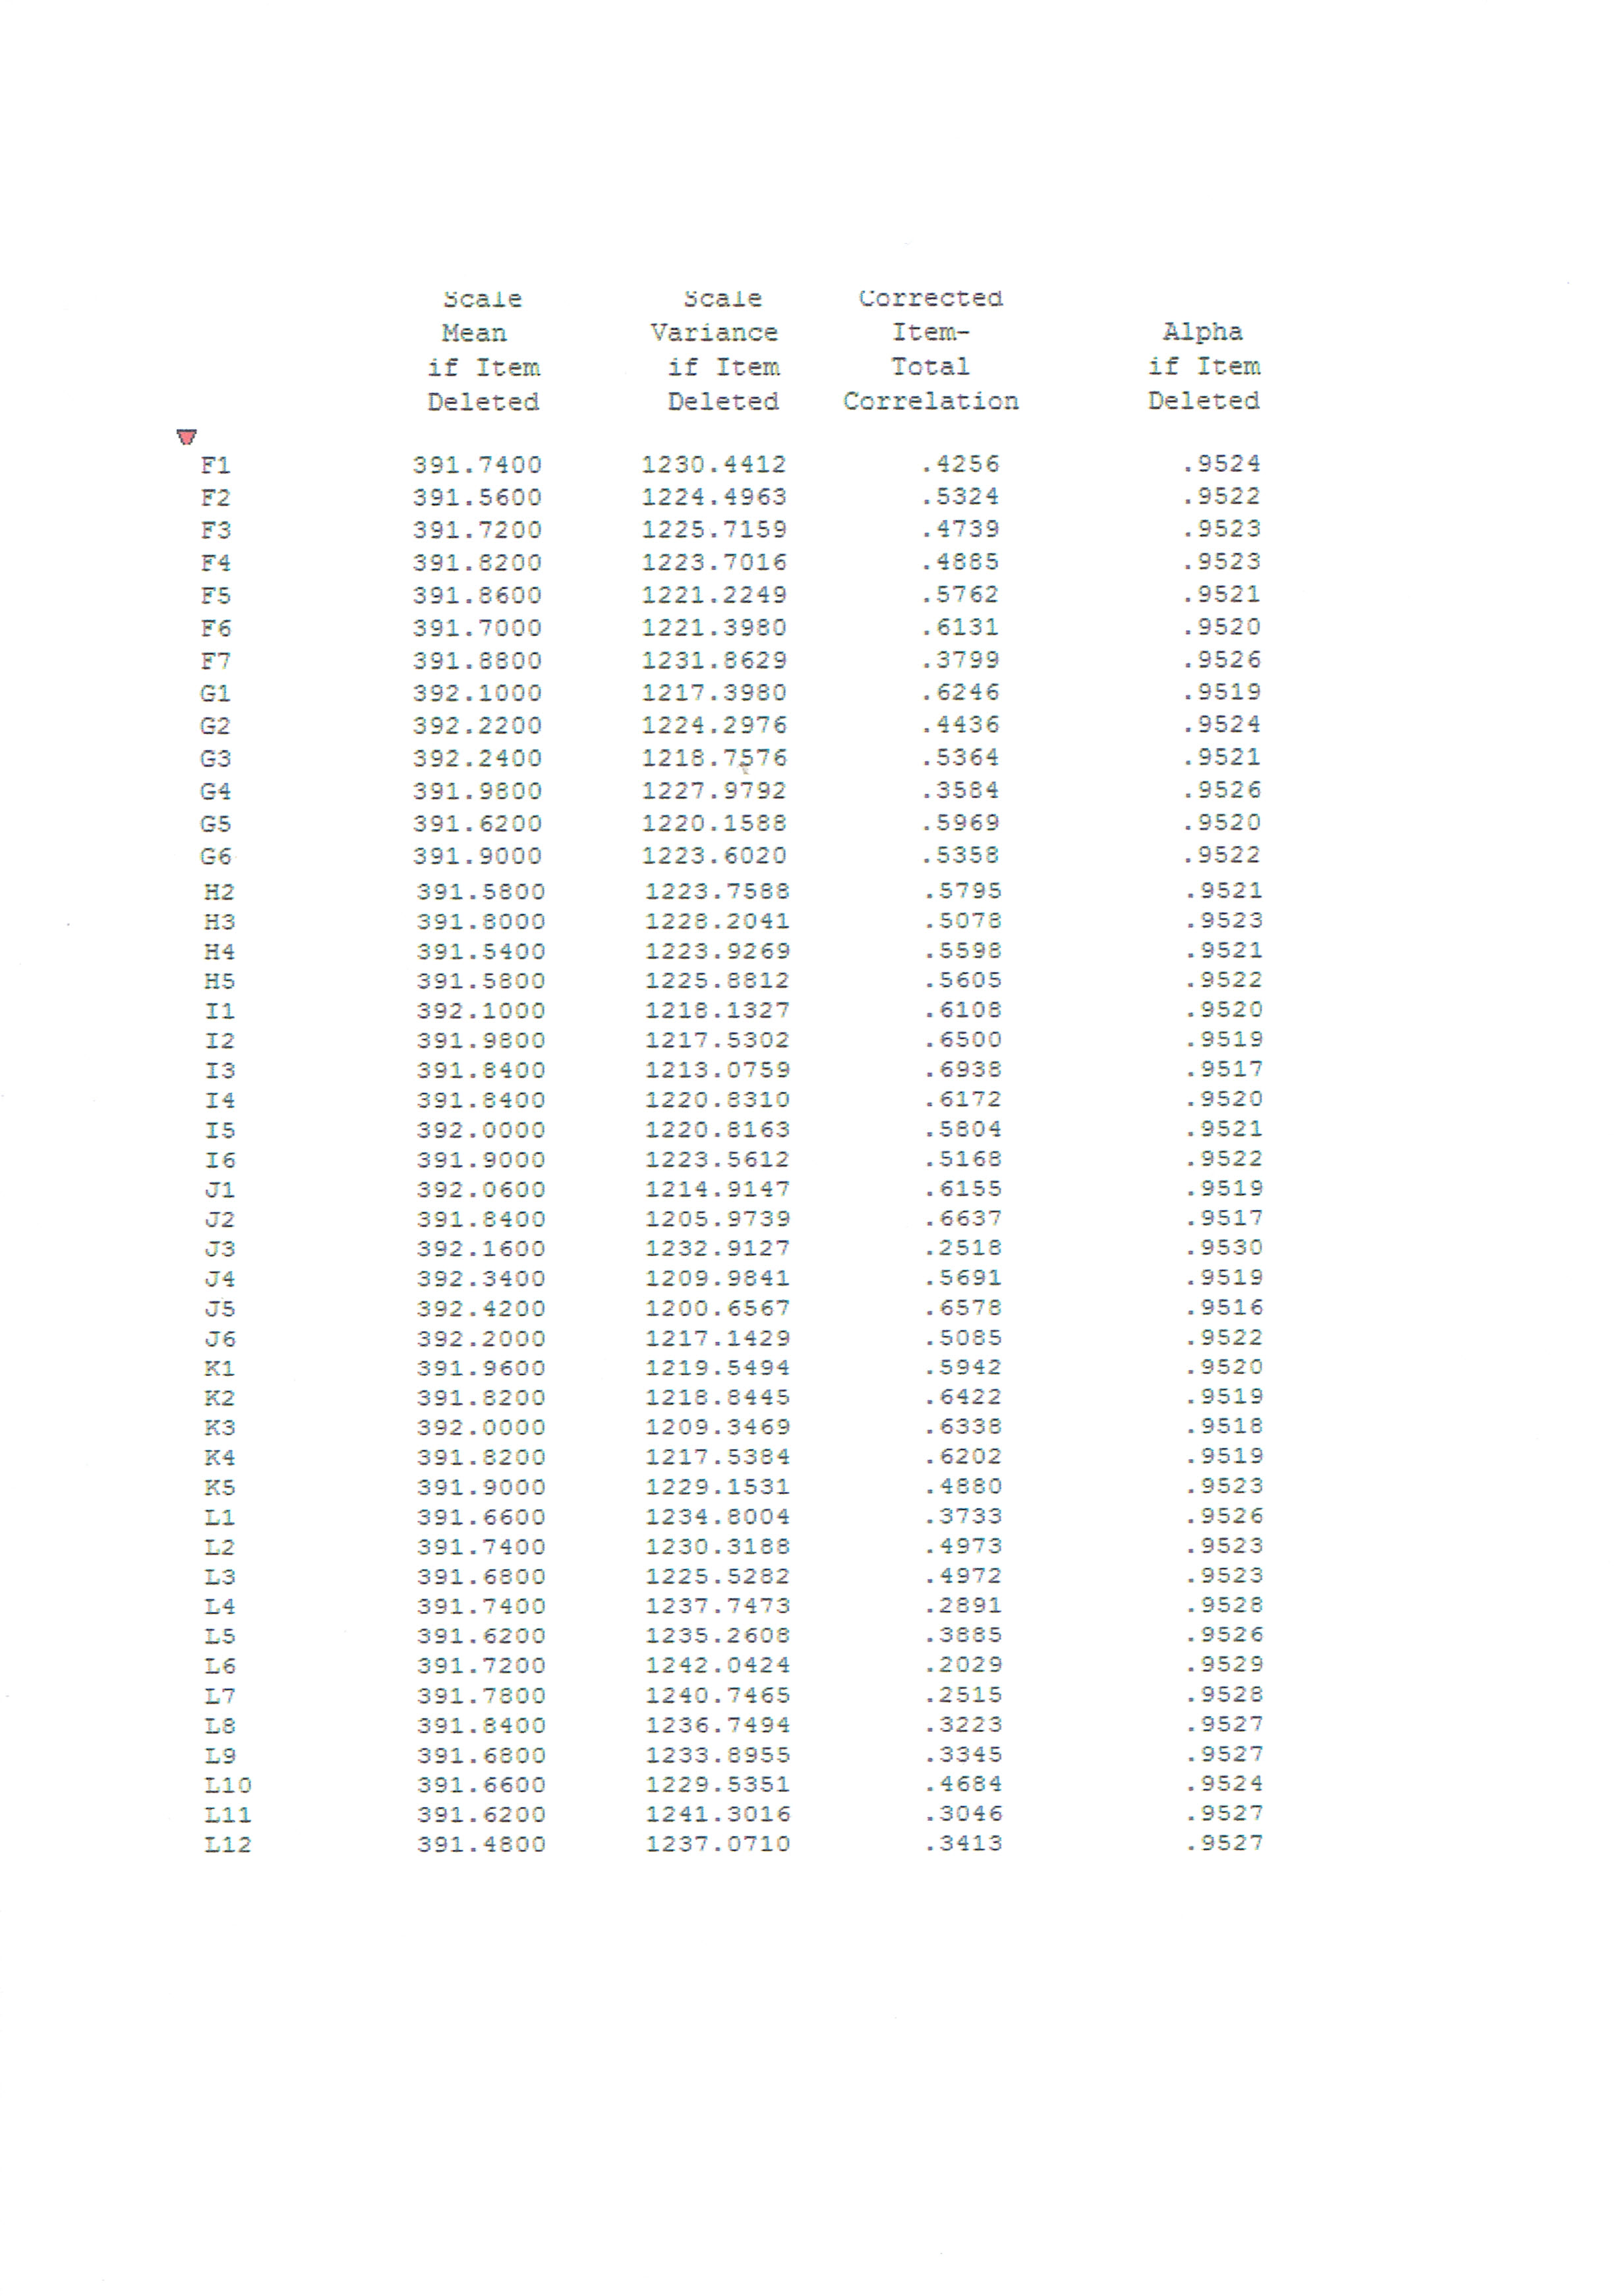 Scale Scale Corrected
Mean Variance Item- Alpha
if Item if Item Total if Item
Deleted Deleted Correlation Deleted
F1 391.7400 1230.4412 .4256 .9524
F2 391.5600 1224.4963 .5324 .9522
F3 391.7200 1225.7159 .4739 .9523
F4 391.8200 1223.7016 .4885 .9523
F5 391.8600 1221.2249 .5762 .9521
F6 391.7000 1221.3980 .6131 .9520
F7 391.8800 1231.8629 .3799 .9526
G1 392.1000 1217.3980 .6246 .9519
G2 392.2200 1224.2976 .4436 .9524
G3 392.2400 1218.7576 .5364 .9521
G4 391.9800 1227.9792 .3584 .9526
G5 391.6200 1220.1588 .5969 .9520
G6 391.9000 1223.6020 .5358 .9522
H2 391.5800 1223.7588 .5795 .9521
H3 391.8000 1228.2041 .5078 .9523
H4 391.5400 1223.9269 .5598 .9521
H5 391.5800 1225.8812 .5605 .9522
I1 392.1000 1218.1327 .6108 .9520
I2 391.9800 1217.5302 .6500 .9519
I3 391.8400 1213.0759 .6938 .9517
I4 391.8400 1220.8310 .6172 .9520
I5 392.0000 1220.8163 .5804 .9521
I6 391.9000 1223.5612 .5168 .9522
J1 392.0600 1214.9147 .6155 .9519
J2 391.8400 1205.9739 .6637 .9517
J3 392.1600 1232.9127 .2518 .9530
J4 392.3400 1209.9841 .5691 .9519
J5 392.4200 1200.6567 .6578 .9516
J6 392.2000 1217.1429 .5085 .9522
K1 391.9600 1219.5494 .5942 .9520
K2 391.8200 1218.8445 .6422 .9519
K3 392.0000 1209.3469 .6338 .9518
K4 391.8200 1217.5384 .6202 .9519
K5 391.9000 1229.1531 .4880 .9523
L1 391.6600 1234.8004 .3733 .9526
L2 391.7400 1230.3188 .4973 .9523
L3 391.6800 1225.5282 .4972 .9523
L4 391.7400 1237.7473 .2891 .9528
L5 391.6200 1235.2608 .3885 .9526
L6 391.7200 1242.0424 .2029 .9529
L7 391.7800 1240.7465 .2515 .9528
L8 391.8400 1236.7494 .3223 .9527
L9 391.6800 1233.8955 .3345 .9527
L10 391.6600 1229.5351 .4684 .9524
L11 391.6200 1241.3016 .3046 .9527
L12 391.4800 1237.0710 .3413 .9527